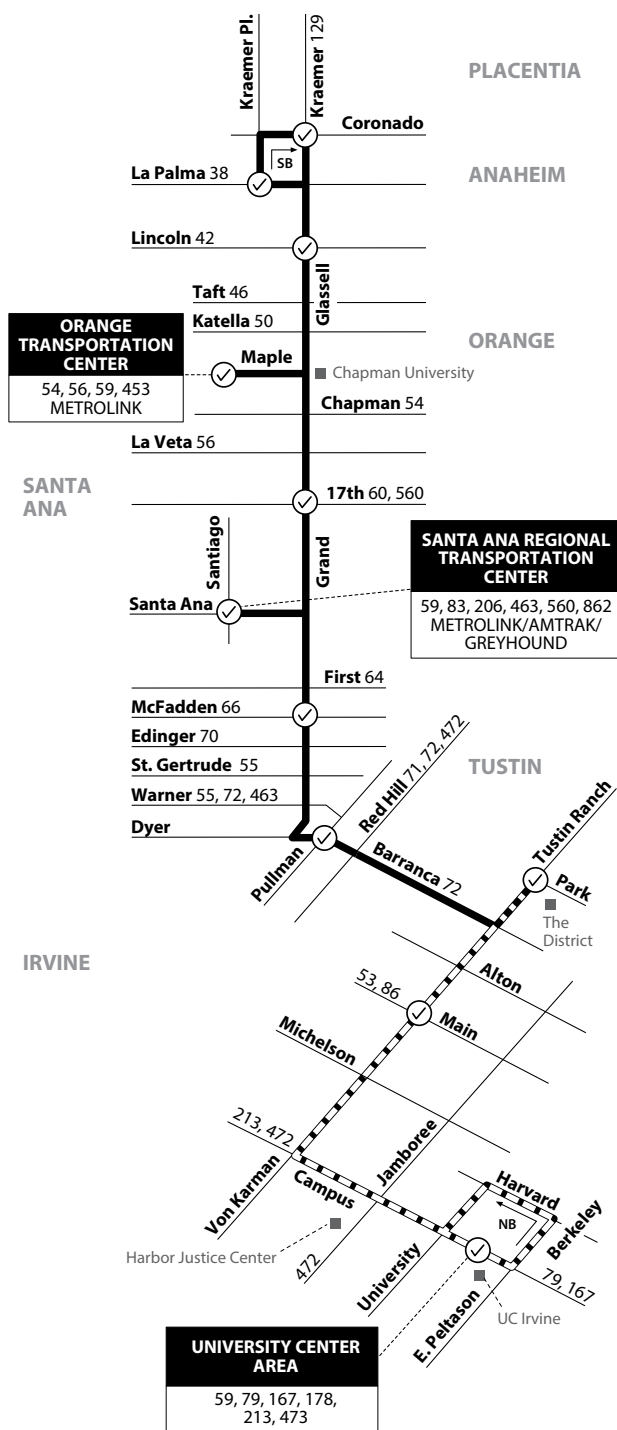 Kraemer Pl.
Kraemer 129
PLACENTIA
Coronado
SB
La Palma 38
ANAHEIM
Lincoln 42
Glassell
Taft 46
Katella 50
ORANGE
ORANGE
TRANSPORTATION
CENTER
54, 56, 59, 453
METROLINK
Maple
Chapman University
Chapman 54
La Veta 56
SANTA
ANA
17th 60, 560
Santiago
Grand
SANTA ANA REGIONAL
TRANSPORTATION
CENTER
59, 83, 206, 463, 560, 862
METROLINK/AMTRAK/
GREYHOUND
Santa Ana
First 64
McFadden 66
Edinger 70
St. Gertrude 55
Warner 55, 72, 463
Dyer
Pullman
Red Hill 71, 72, 472
TUSTIN
Barranca 72
Tustin Ranch
Park
The
District
IRVINE
Alton
53, 86
Main
Michelson
213, 472
Von Karman
Campus
Jamboree
Harvard
NB
Berkeley
Harbor Justice Center
472
University
79, 167
E. Peltason
UC Irvine
UNIVERSITY CENTER
AREA
59, 79, 167, 178,
213, 473